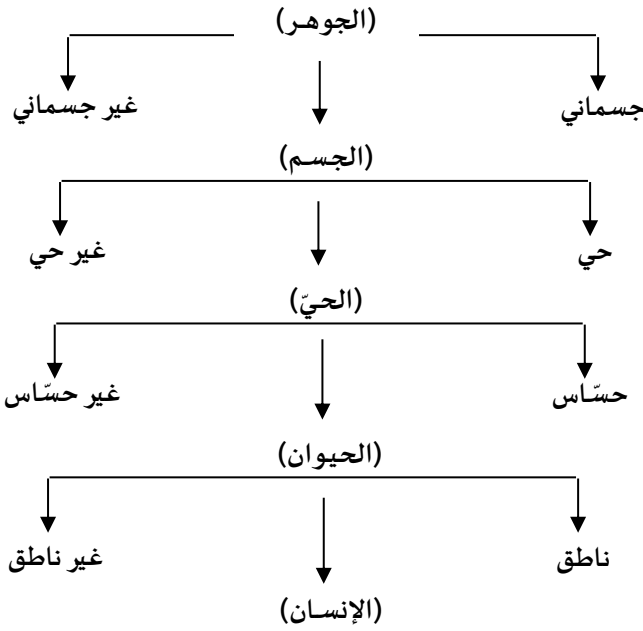 (الجوهر)
جسماني غير جسماني
(الجسم)
حي غير حي
(الحيّ)
حسّاس غير حسّاس
(الحيوان)
ناطق غير ناطق
(الإنسان)